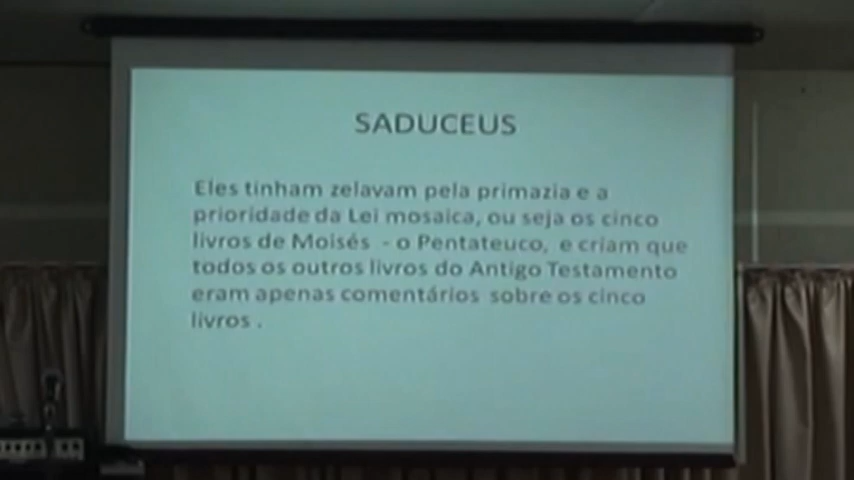 SADUCEUS
Eles tinham zelavam pela primazia e a
prioridade da Lei mosaica, ou seja os cinco
livros de Moisés - o Pentateuco, e criam que
todos os outros livros do Antigo Testamento
eram apenas comentários sobre os cinco
livros .